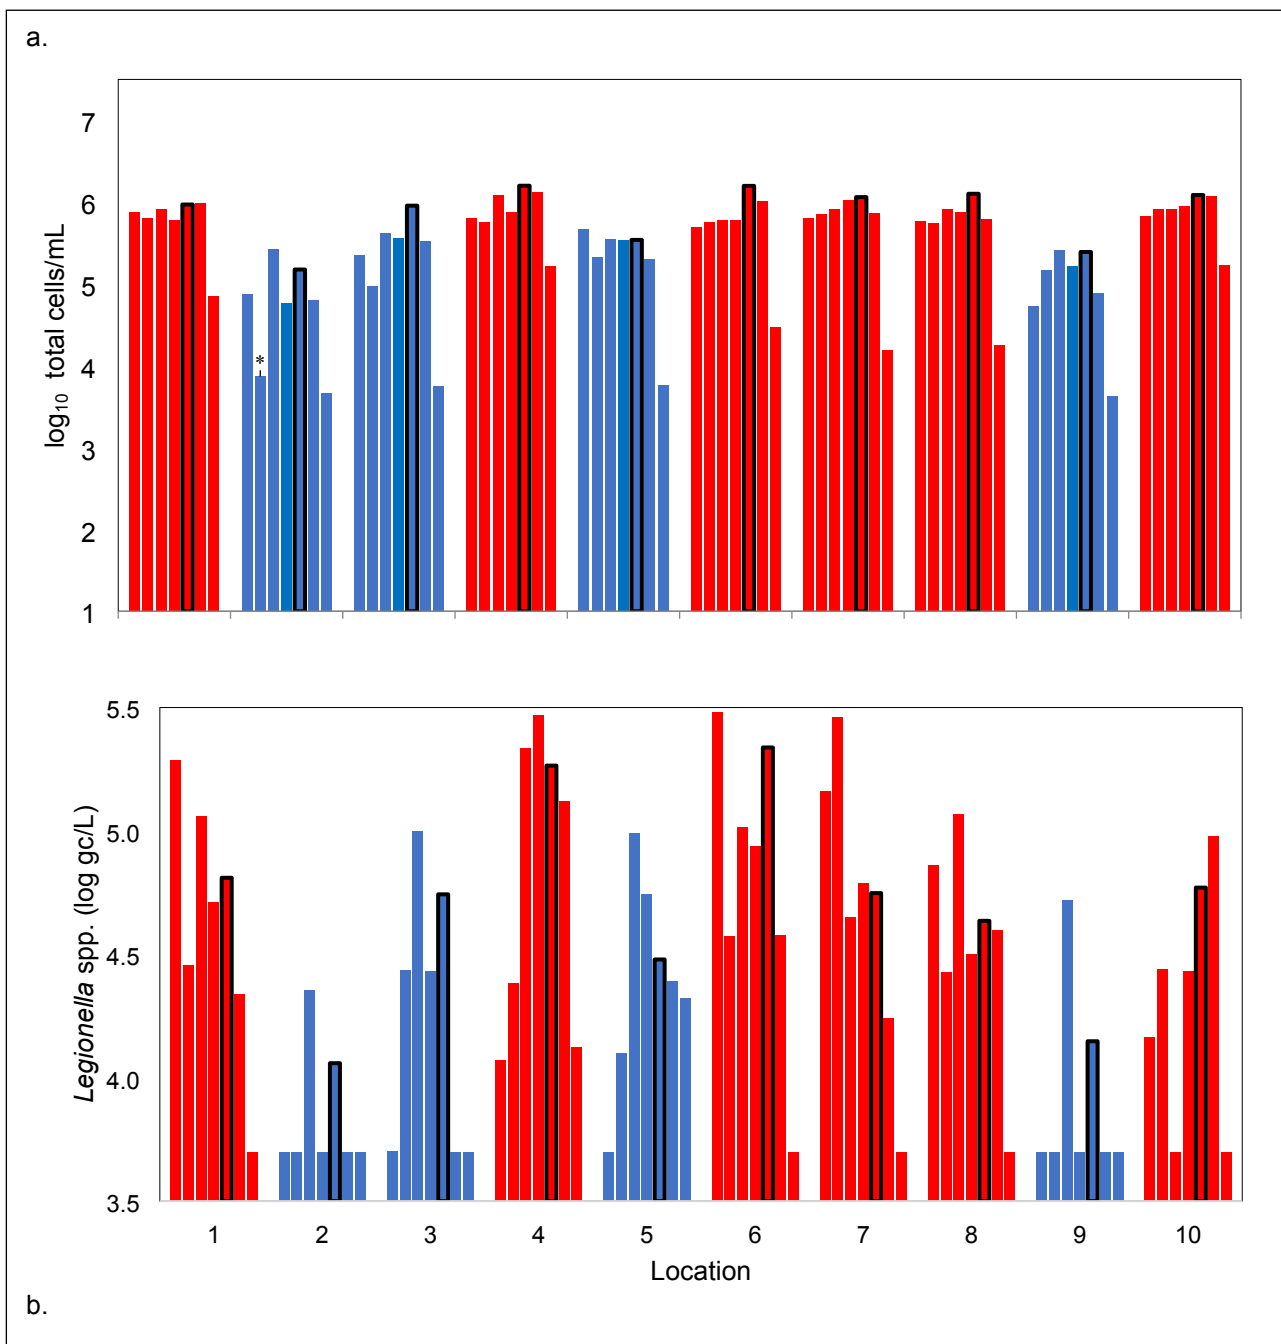 a.
log₁₀ total cells/mL
7
6
5
4
3
2
1
*
Legionella spp. (log gc/L)
5.5
5.0
4.5
4.0
3.5
1 2 3 4 5 6 7 8 9 10
Location
b.